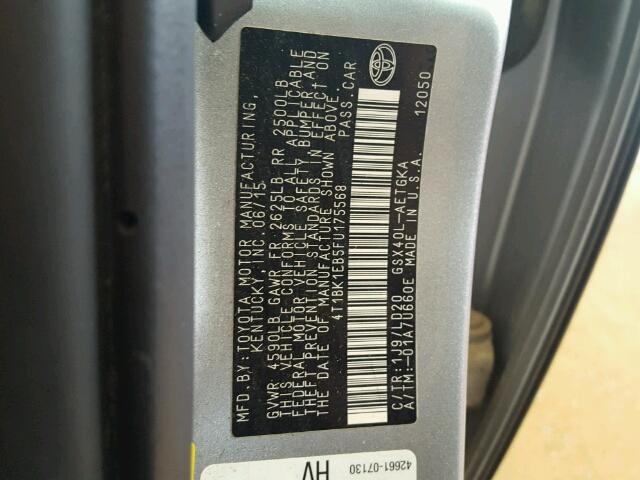 MFD. BY: TOYOTA MOTOR MANUFACTURING,
KENTUCKY, INC. 06/15
GVWR 4590LB GAWR FR 2625LB RR 2500LB
THIS VEHICLE CONFORMS TO ALL APPLICABLE
FEDERAL MOTOR VEHICLE SAFETY, BUMPER AND
THEFT PREVENTION STANDARDS IN EFFECT ON
THE DATE OF MANUFACTURE SHOWN ABOVE.
4T1BK1EB5FU175568 PASS. CAR
C/TR: 1J9/LD20 GSX40L-AETGKA
A/TM: -01A/U660E MADE IN U.S.A. 12050
42661-07130
HV